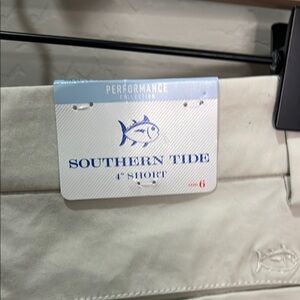 PERFORMANCE
COLLECTION
SOUTHERN TIDE
4" SHORT
SIZE 6